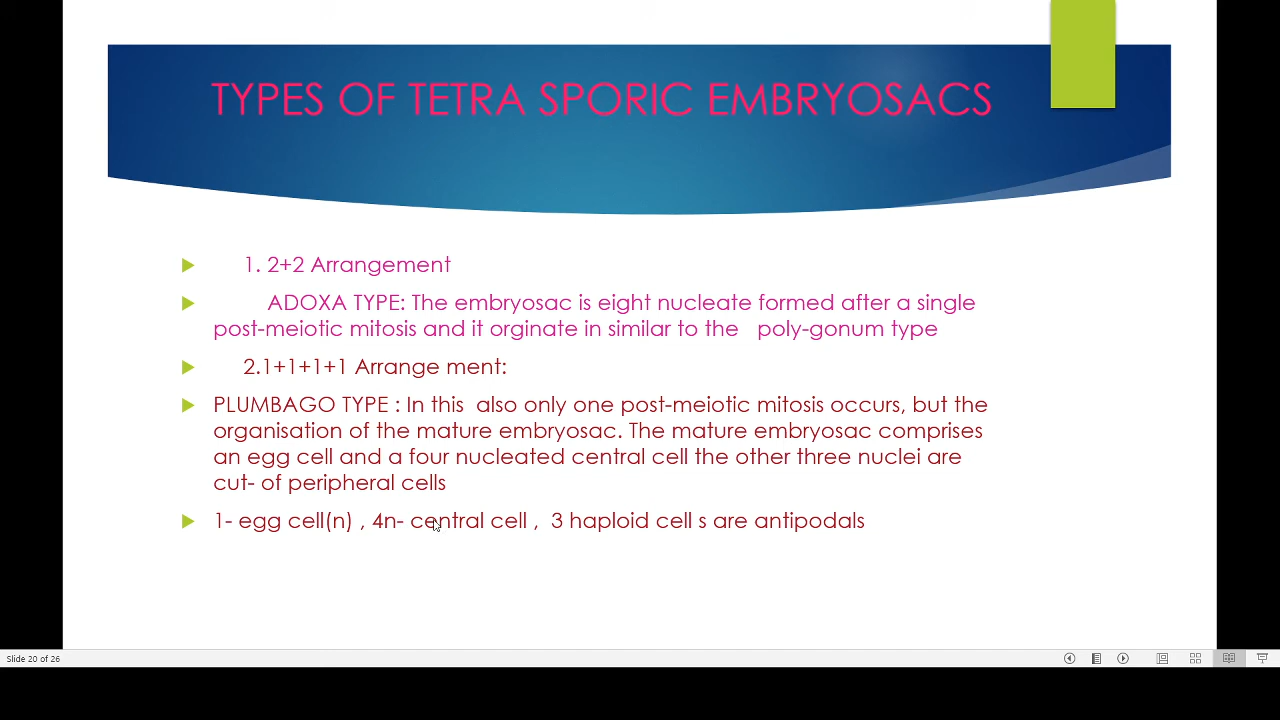 TYPES OF TETRA SPORIC EMBRYOSACS
1. 2+2 Arrangement
ADOXA TYPE: The embryosac is eight nucleate formed after a single
post-meiotic mitosis and it orginate in similar to the poly-gonum type
2.1+1+1+1 Arrange ment:
PLUMBAGO TYPE : In this also only one post-meiotic mitosis occurs, but the
organisation of the mature embryosac. The mature embryosac comprises
an egg cell and a four nucleated central cell the other three nuclei are
cut- of peripheral cells
1- egg cell(n) , 4n- central cell , 3 haploid cell s are antipodals
Slide 20 of 26